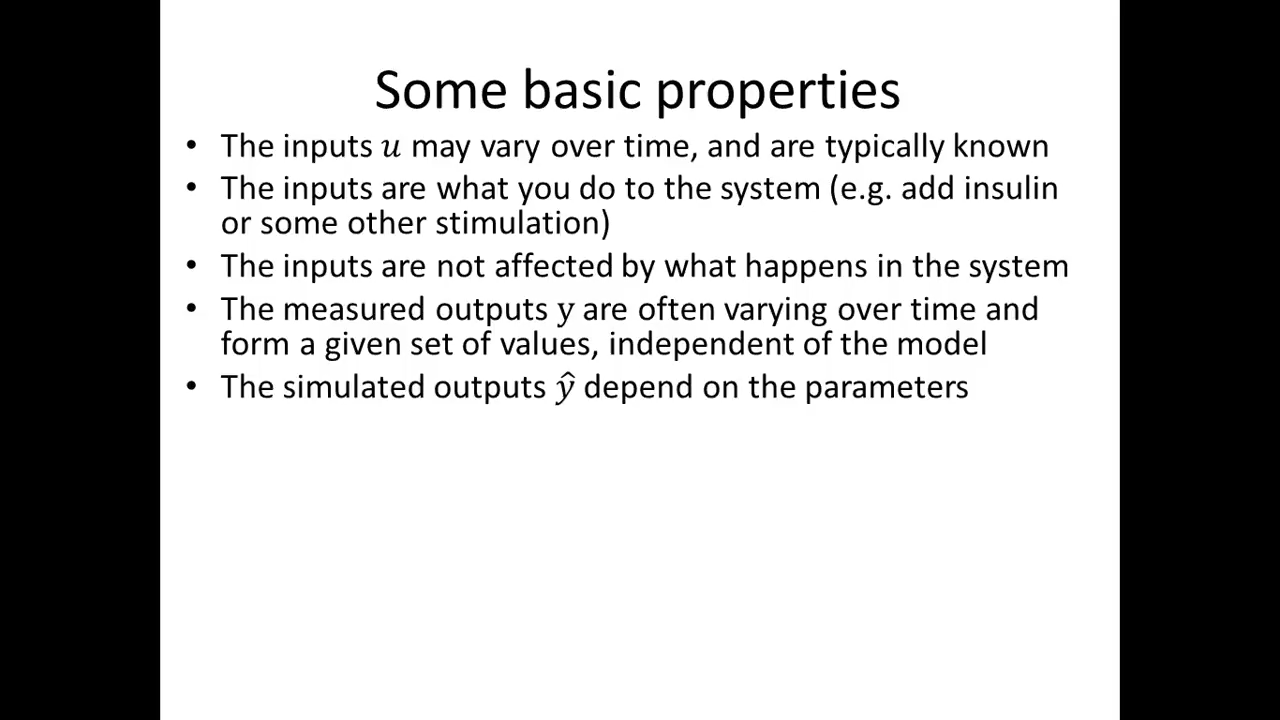 Some basic properties
• The inputs 𝑢 may vary over time, and are typically known
• The inputs are what you do to the system (e.g. add insulin
or some other stimulation)
• The inputs are not affected by what happens in the system
• The measured outputs y are often varying over time and
form a given set of values, independent of the model
• The simulated outputs ŷ depend on the parameters